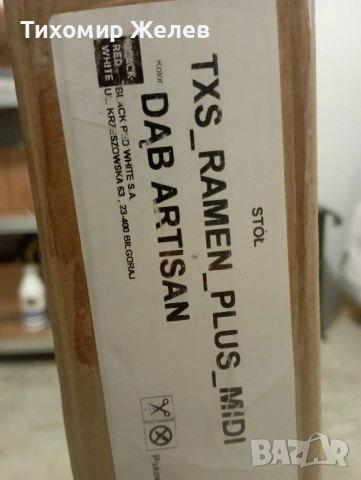 Тихомир Желев
STÓŁ
TXS_RAMEN_PLUS_MIDI
Kolor
DĄB ARTISAN
BLACK
RED
WHITE
BLACK RED WHITE S.A.
UL. KRZESZOWSKA 63 , 23-400 BIŁGORAJ
BAZAR